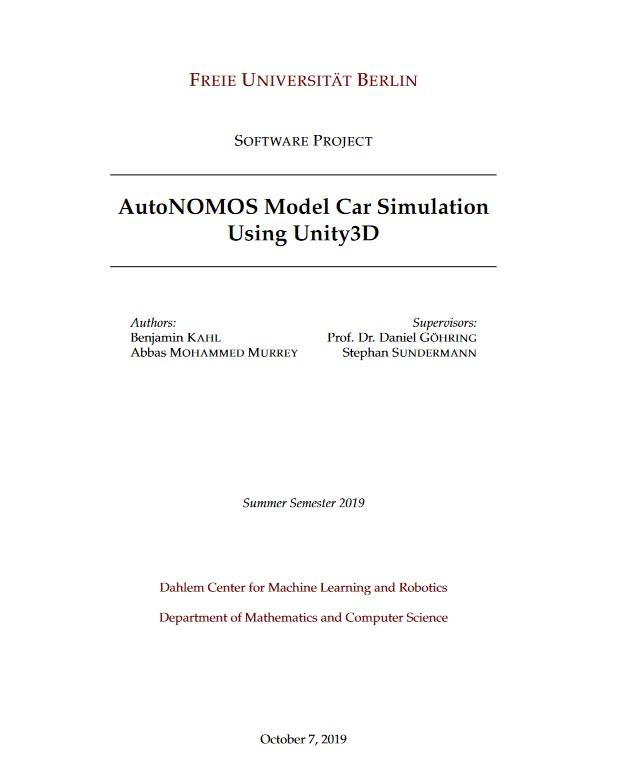 FREIE UNIVERSITÄT BERLIN
SOFTWARE PROJECT
AutoNOMOS Model Car Simulation
Using Unity3D
Authors:
Benjamin KAHL
Abbas MOHAMMED MURREY
Supervisors:
Prof. Dr. Daniel GÖHRING
Stephan SUNDERMANN
Summer Semester 2019
Dahlem Center for Machine Learning and Robotics
Department of Mathematics and Computer Science
October 7, 2019